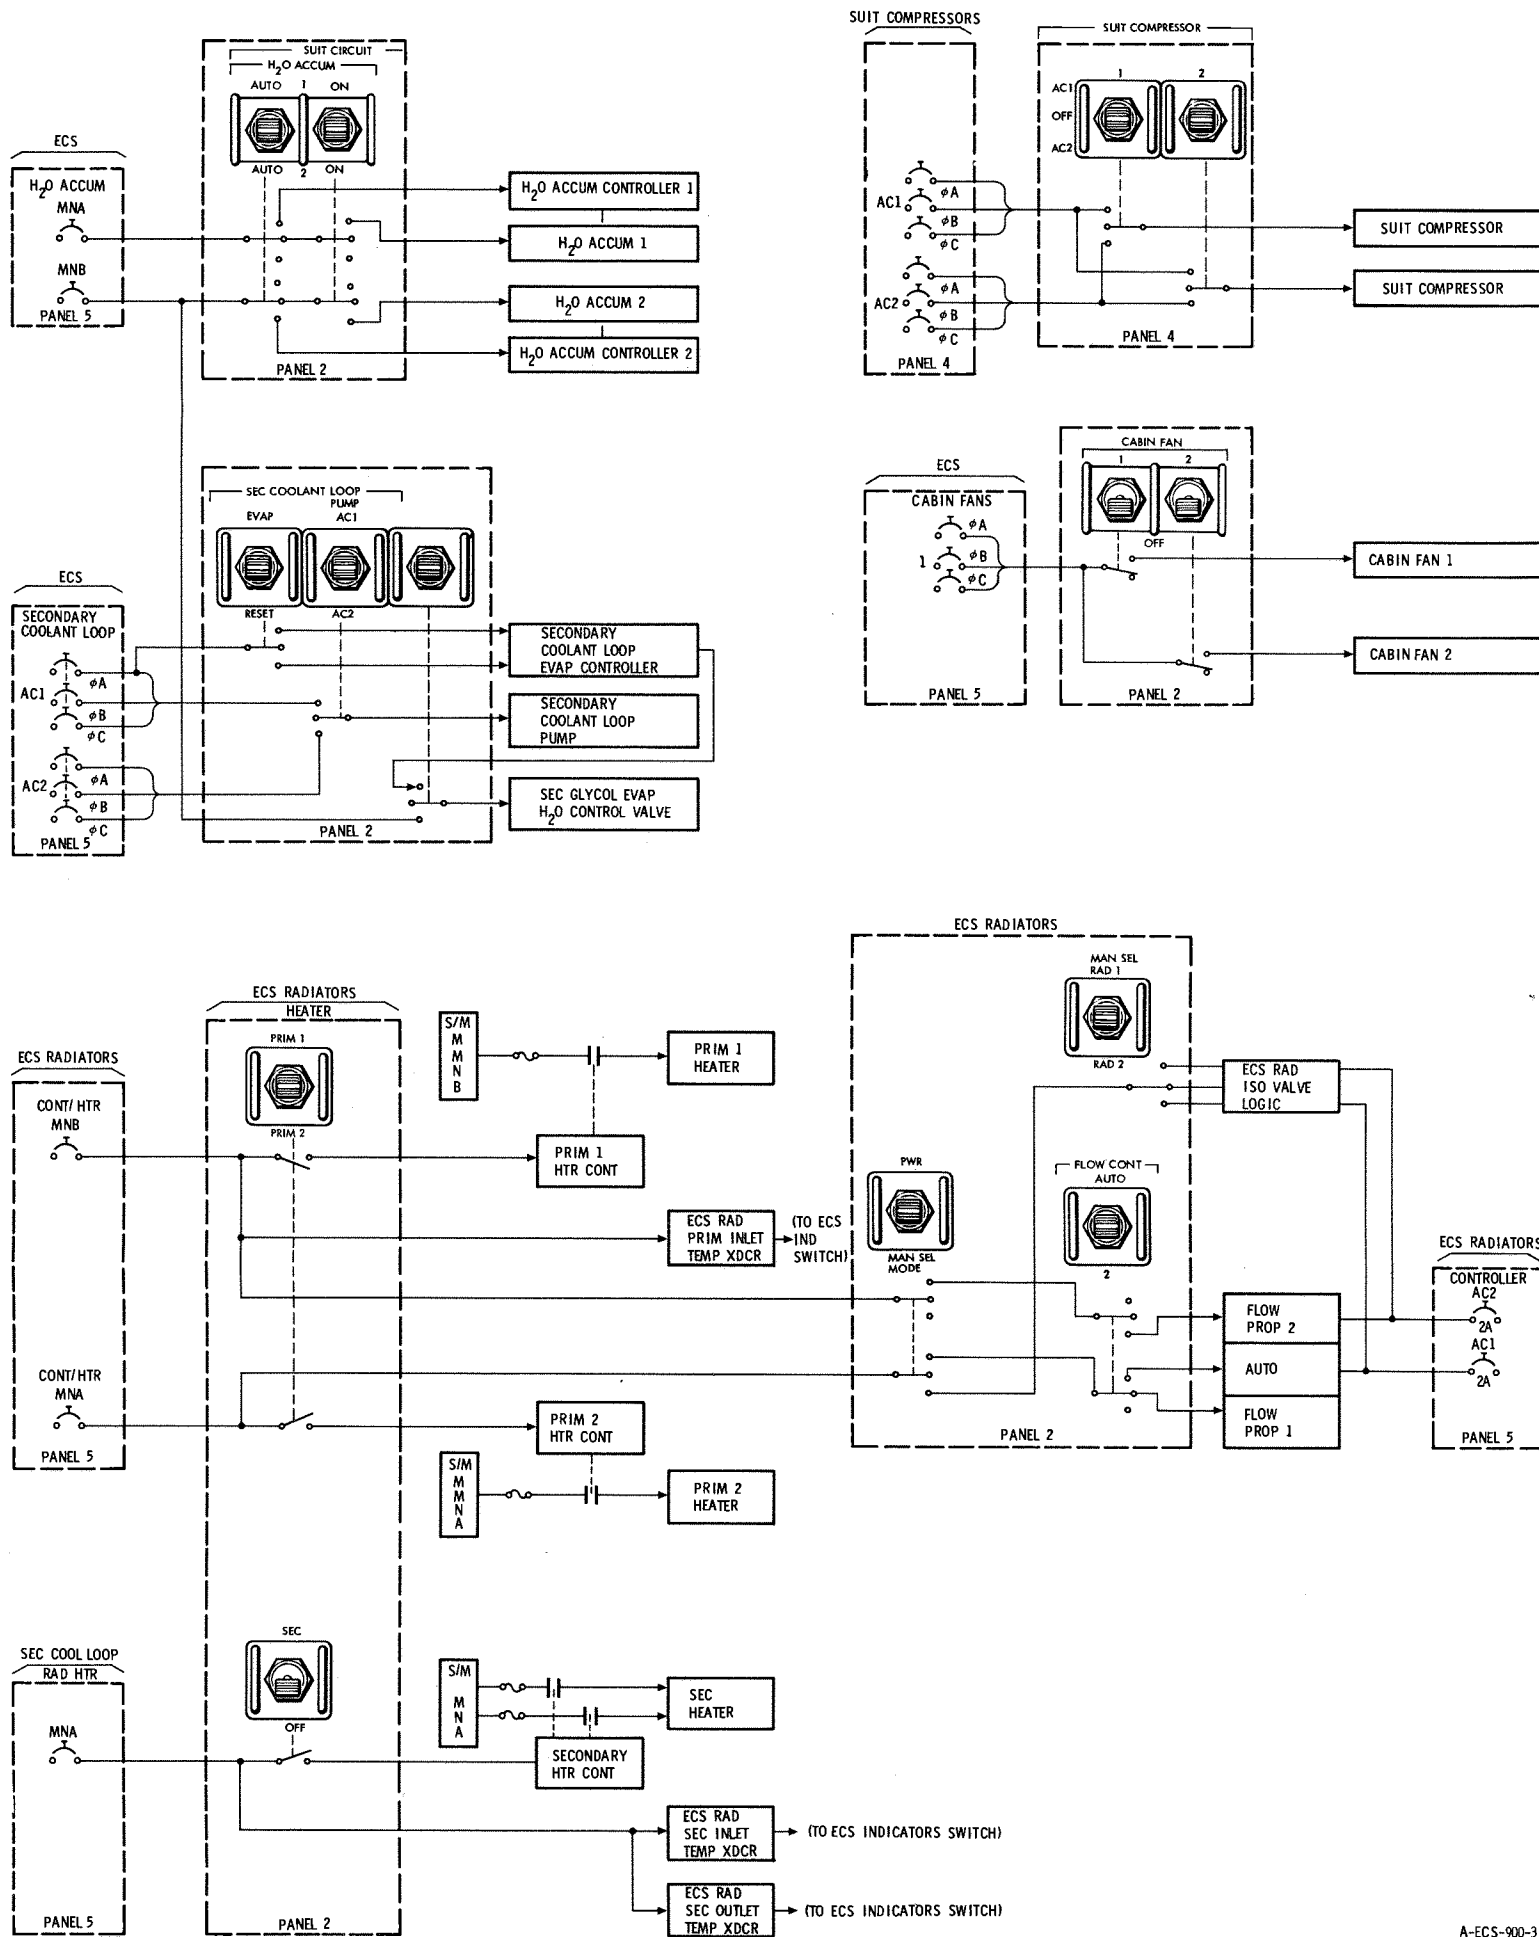 SUIT CIRCUIT
H2O ACCUM
AUTO 1 ON
AUTO 2 ON
ECS
H2O ACCUM
MNA
MNB
PANEL 5
PANEL 2
H2O ACCUM CONTROLLER 1
H2O ACCUM 1
H2O ACCUM 2
H2O ACCUM CONTROLLER 2
SUIT COMPRESSORS
AC1
ϕA
ϕB
ϕC
AC2
ϕA
ϕB
ϕC
PANEL 4
SUIT COMPRESSOR
1 2
AC1
OFF
AC2
PANEL 4
SUIT COMPRESSOR
SUIT COMPRESSOR
SEC COOLANT LOOP
PUMP
EVAP AC1
RESET AC2
ECS
SECONDARY
COOLANT LOOP
AC1
ϕA
ϕB
ϕC
AC2
ϕA
ϕB
ϕC
PANEL 5
PANEL 2
SECONDARY
COOLANT LOOP
EVAP CONTROLLER
SECONDARY
COOLANT LOOP
PUMP
SEC GLYCOL EVAP
H2O CONTROL VALVE
ECS
CABIN FANS
1
ϕA
ϕB
ϕC
PANEL 5
CABIN FAN
1 2
OFF
PANEL 2
CABIN FAN 1
CABIN FAN 2
ECS RADIATORS
CONT/HTR
MNB
CONT/HTR
MNA
PANEL 5
ECS RADIATORS
HEATER
PRIM 1
PRIM 2
S/M
M
M
N
B
PRIM 1
HEATER
PRIM 1
HTR CONT
ECS RAD
PRIM INLET
TEMP XDCR
(TO ECS
IND
SWITCH)
PRIM 2
HTR CONT
S/M
M
M
N
A
PRIM 2
HEATER
ECS RADIATORS
MAN SEL
RAD 1
RAD 2
PWR
MAN SEL
MODE
FLOW CONT
AUTO
2
PANEL 2
ECS RAD
ISO VALVE
LOGIC
FLOW
PROP 2
AUTO
FLOW
PROP 1
ECS RADIATORS
CONTROLLER
AC2
2A
AC1
2A
PANEL 5
SEC COOL LOOP
RAD HTR
MNA
PANEL 5
SEC
OFF
PANEL 2
S/M
M
N
A
SEC
HEATER
SECONDARY
HTR CONT
ECS RAD
SEC INLET
TEMP XDCR
(TO ECS INDICATORS SWITCH)
ECS RAD
SEC OUTLET
TEMP XDCR
(TO ECS INDICATORS SWITCH)
A-ECS-900-3